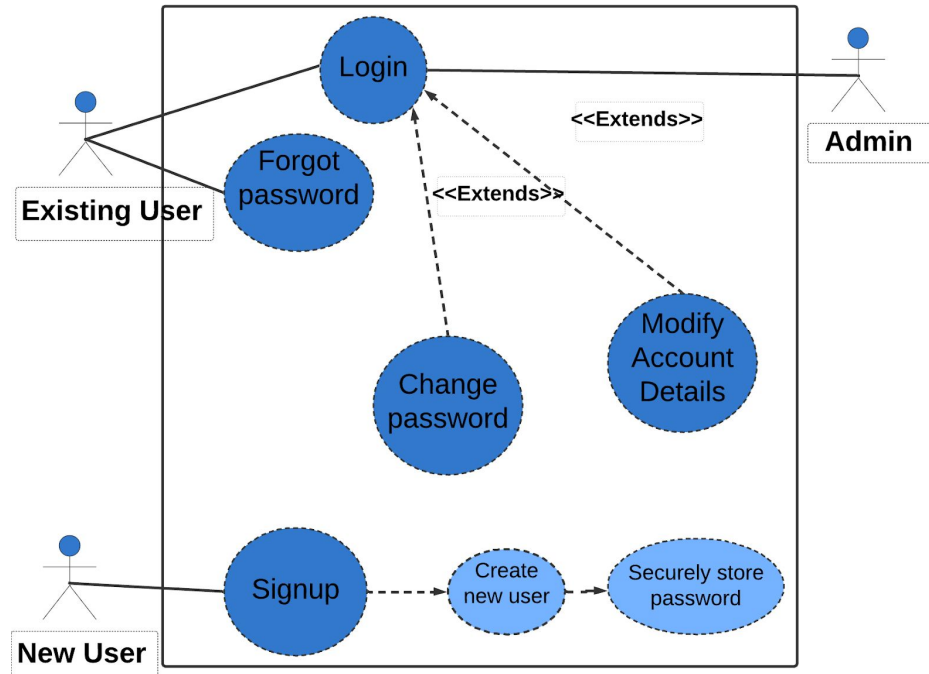 Login
Admin
<<Extends>>
Forgot
password
<<Extends>>
Existing User
Modify
Account
Details
Change
password
Signup
Create
new user
Securely store
password
New User